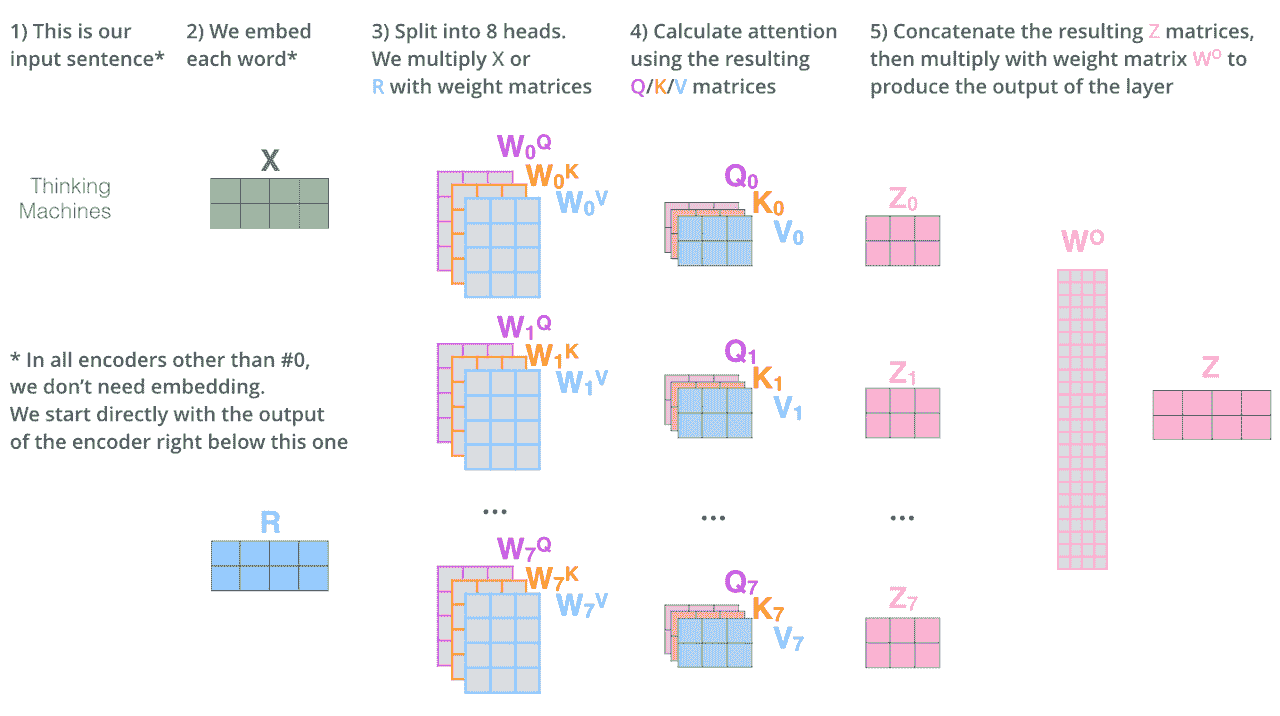 1) This is our
input sentence*
2) We embed
each word*
3) Split into 8 heads.
We multiply X or
R with weight matrices
4) Calculate attention
using the resulting
Q/K/V matrices
5) Concatenate the resulting Z matrices,
then multiply with weight matrix Wᴼ to
produce the output of the layer
Thinking
Machines
X
W₀Q
W₀K
W₀V
Q₀
K₀
V₀
Z₀
Wᴼ
* In all encoders other than #0,
we don’t need embedding.
We start directly with the output
of the encoder right below this one
W₁Q
W₁K
W₁V
Q₁
K₁
V₁
Z₁
Z
...
...
...
R
W₇Q
W₇K
W₇V
Q₇
K₇
V₇
Z₇